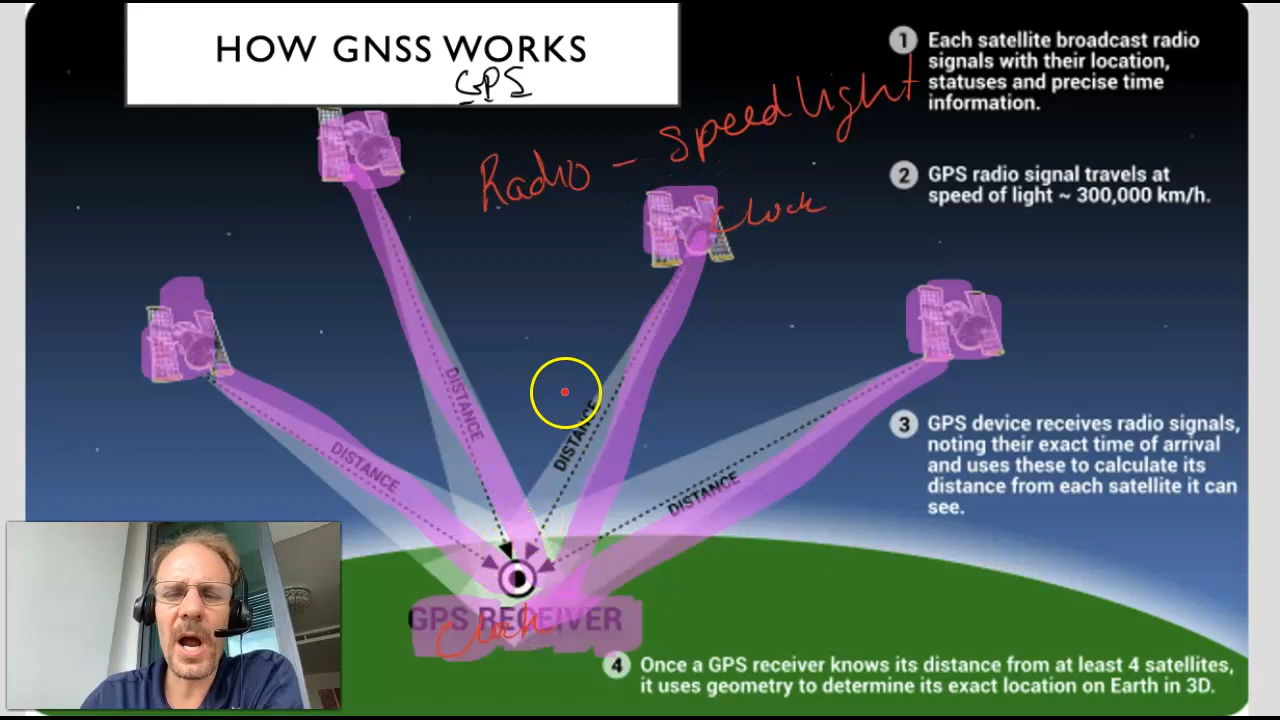 HOW GNSS WORKS
GPS
Radio - Speed light
Clock
1 Each satellite broadcast radio
signals with their location,
statuses and precise time
information.
2 GPS radio signal travels at
speed of light ~ 300,000 km/h.
DISTANCE
DISTANCE
DISTANCE
DISTANCE
3 GPS device receives radio signals,
noting their exact time of arrival
and uses these to calculate its
distance from each satellite it can
see.
GPS RECEIVER
Clock
4 Once a GPS receiver knows its distance from at least 4 satellites,
it uses geometry to determine its exact location on Earth in 3D.